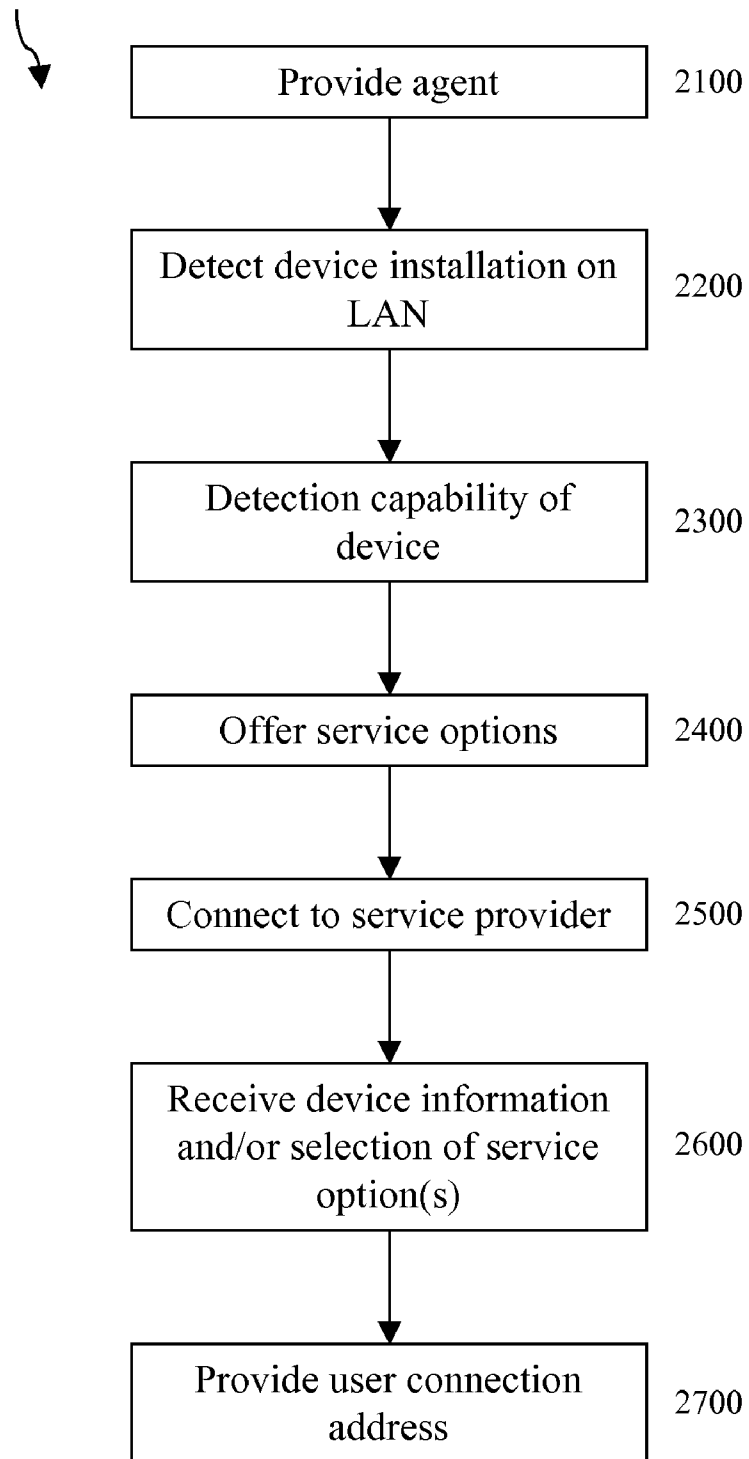 Provide agent 2100
Detect device installation on
LAN
2200
Detection capability of
device
2300
Offer service options 2400
Connect to service provider 2500
Receive device information
and/or selection of service
option(s)
2600
Provide user connection
address
2700